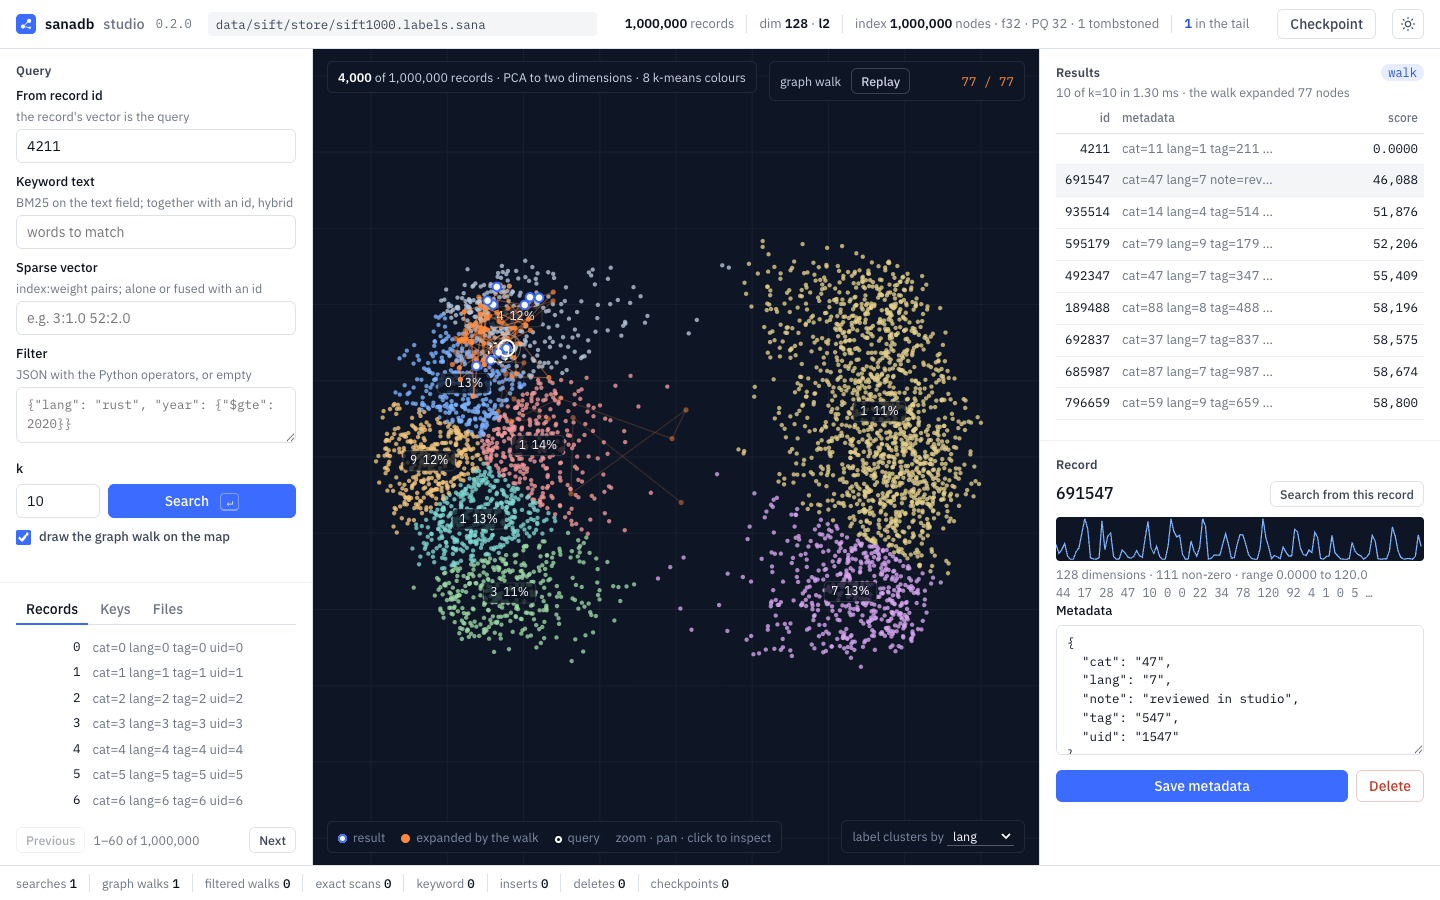 sanadb studio 0.2.0
data/sift/store/sift1000.labels.sana
1,000,000 records
dim 128 · l2
index 1,000,000 nodes · f32 · PQ 32 · 1 tombstoned
1 in the tail
Checkpoint
Query
From record id
the record's vector is the query
4211
Keyword text
BM25 on the text field; together with an id, hybrid
words to match
Sparse vector
index:weight pairs; alone or fused with an id
e.g. 3:1.0 52:2.0
Filter
JSON with the Python operators, or empty
{"lang": "rust", "year": {"$gte":
2020}}
k
10
Search ↵
draw the graph walk on the map
Records Keys Files
0 cat=0 lang=0 tag=0 uid=0
1 cat=1 lang=1 tag=1 uid=1
2 cat=2 lang=2 tag=2 uid=2
3 cat=3 lang=3 tag=3 uid=3
4 cat=4 lang=4 tag=4 uid=4
5 cat=5 lang=5 tag=5 uid=5
6 cat=6 lang=6 tag=6 uid=6
Previous 1–60 of 1,000,000 Next
4,000 of 1,000,000 records · PCA to two dimensions · 8 k-means colours
graph walk Replay 77 / 77
4 12%
0 13%
1 11%
1 14%
9 12%
1 13%
3 11%
7 13%
result expanded by the walk query zoom · pan · click to inspect
label clusters by lang
Results walk
10 of k=10 in 1.30 ms · the walk expanded 77 nodes
id metadata score
4211 cat=11 lang=1 tag=211 … 0.0000
691547 cat=47 lang=7 note=rev… 46,088
935514 cat=14 lang=4 tag=514 … 51,876
595179 cat=79 lang=9 tag=179 … 52,206
492347 cat=47 lang=7 tag=347 … 55,409
189488 cat=88 lang=8 tag=488 … 58,196
692837 cat=37 lang=7 tag=837 … 58,575
685987 cat=87 lang=7 tag=987 … 58,674
796659 cat=59 lang=9 tag=659 … 58,800
Record
691547 Search from this record
128 dimensions · 111 non-zero · range 0.0000 to 120.0
44 17 28 47 10 0 0 22 34 78 120 92 4 1 0 5 …
Metadata
{
"cat": "47",
"lang": "7",
"note": "reviewed in studio",
"tag": "547",
"uid": "1547"
}
Save metadata Delete
searches 1 graph walks 1 filtered walks 0 exact scans 0 keyword 0 inserts 0 deletes 0 checkpoints 0